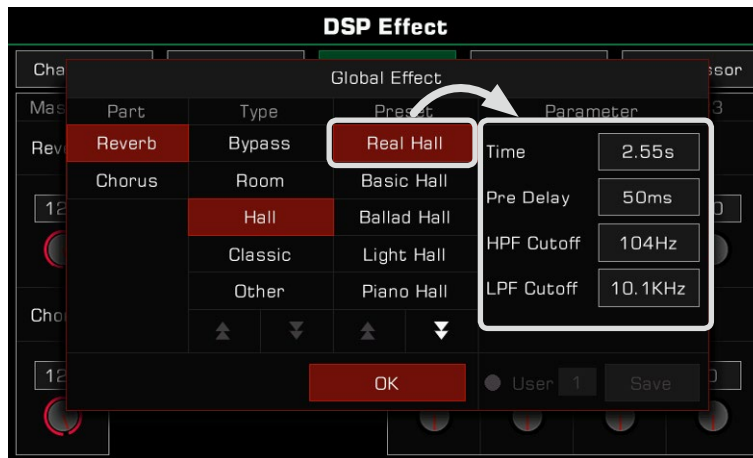 DSP Effect
Cha
ssor
Global Effect
Mas
Part
Type
Preset
Parameter
3
Reve
Reverb
Bypass
Real Hall
Time
2.55s
Chorus
Room
Basic Hall
Pre Delay
50ms
12
0
Hall
Ballad Hall
HPF Cutoff
104Hz
Classic
Light Hall
LPF Cutoff
10.1KHz
Other
Piano Hall
Cho
12
0
OK
User
1
Save